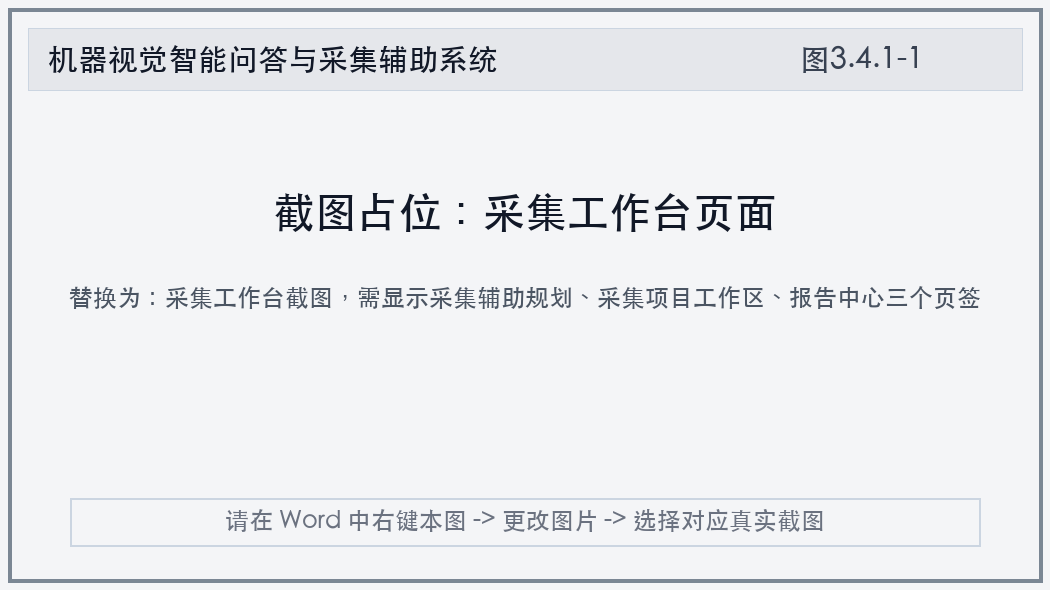 机器视觉智能问答与采集辅助系统
图3.4.1-1
截图占位：采集工作台页面
替换为：采集工作台截图，需显示采集辅助规划、采集项目工作区、报告中心三个页签
请在 Word 中右键本图 -> 更改图片 -> 选择对应真实截图